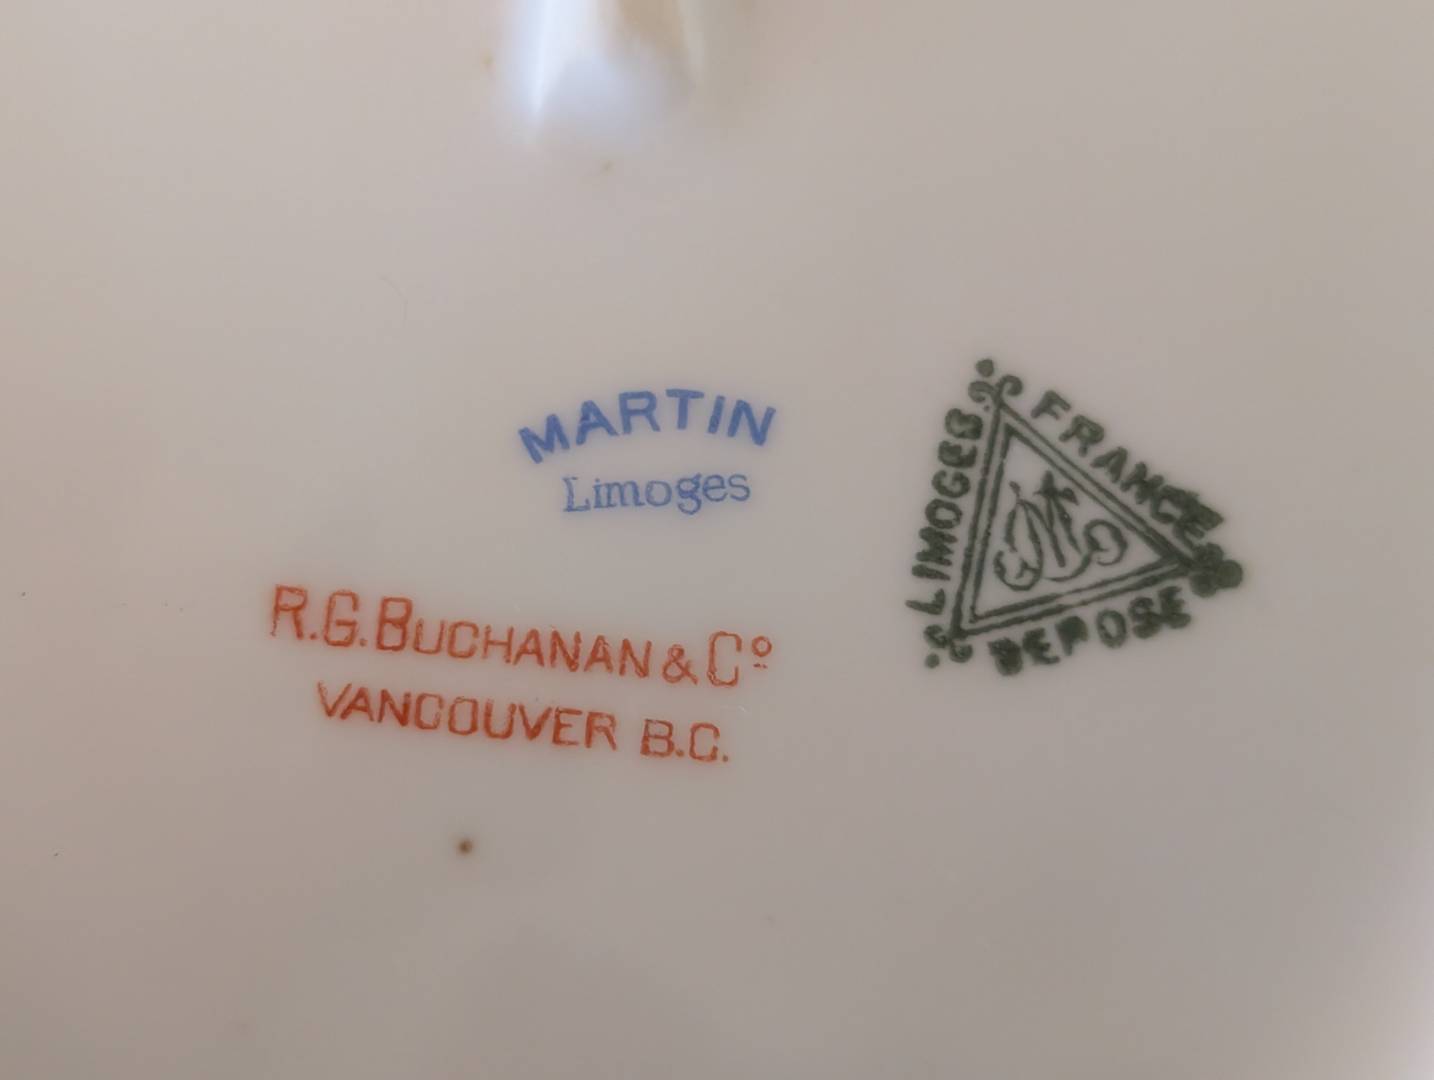 MARTIN
Limoges
R.G. BUCHANAN & Cº
VANCOUVER B.C.
LIMOGES
FRANCE
DEPOSE